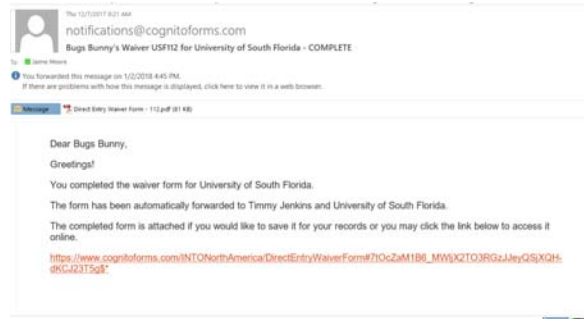 Thu 12/7/2017 8:21 AM
notifications@cognitoforms.com
Bugs Bunny's Waiver USF112 for University of South Florida - COMPLETE
To Jaime Moore
You forwarded this message on 1/2/2018 4:45 PM.
If there are problems with how this message is displayed, click here to view it in a web browser.
Message Direct Entry Waiver Form - 112.pdf (81 KB)
Dear Bugs Bunny,
Greetings!
You completed the waiver form for University of South Florida.
The form has been automatically forwarded to Timmy Jenkins and University of South Florida.
The completed form is attached if you would like to save it for your records or you may click the link below to access it
online.
https://www.cognitoforms.com/INTONorthAmerica/DirectEntryWaiverForm#7tOcZaM1B6_MWljX2TO3RGzJJeyQSjXQH-
dKCJ23T5g$*